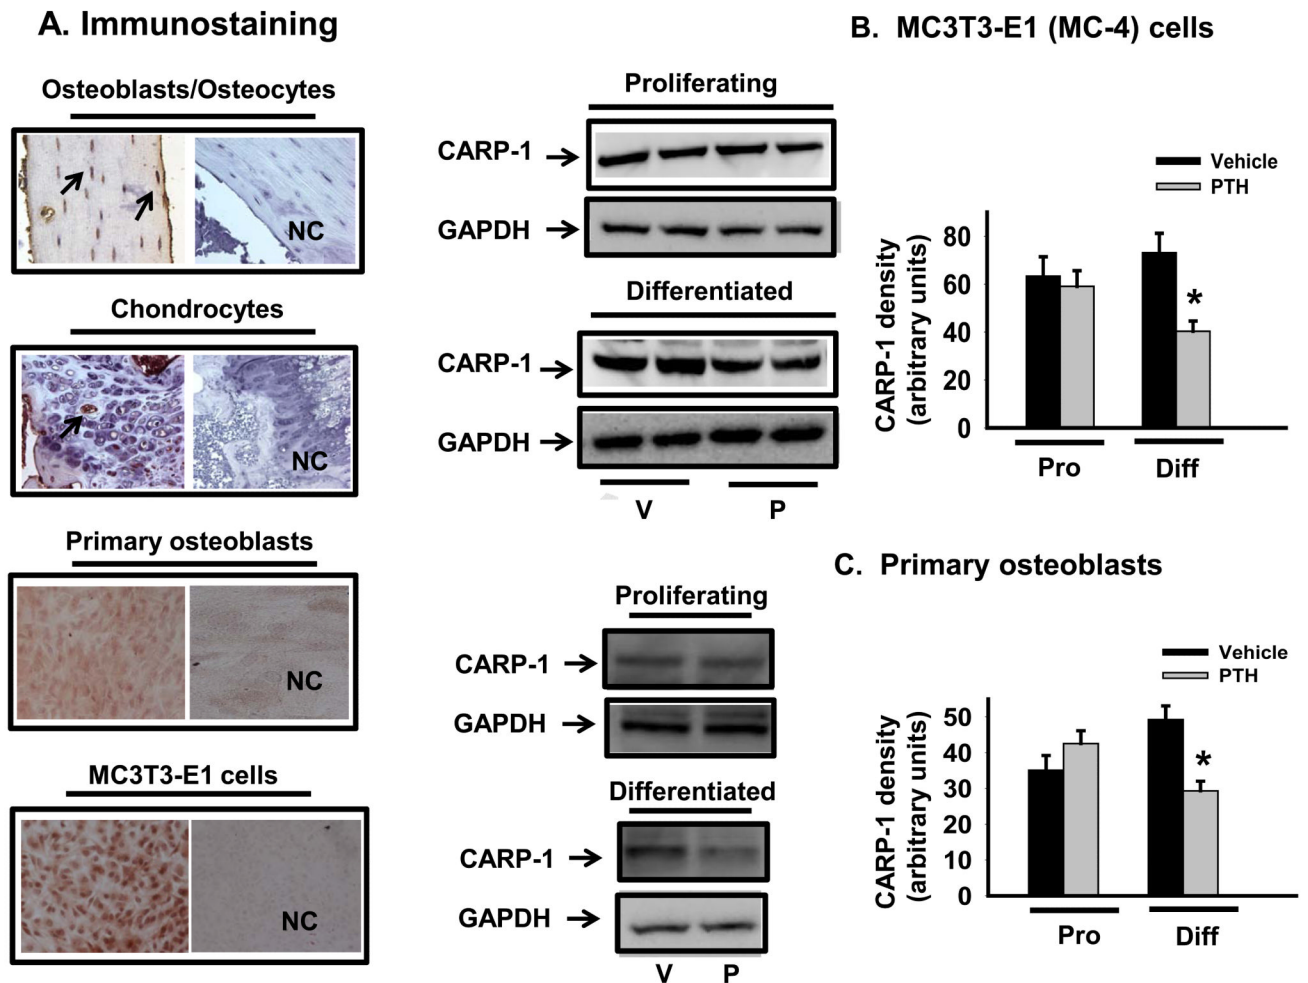 A. Immunostaining
Osteoblasts/Osteocytes
NC
Chondrocytes
NC
Primary osteoblasts
NC
MC3T3-E1 cells
NC
B. MC3T3-E1 (MC-4) cells
Proliferating
CARP-1
GAPDH
Differentiated
CARP-1
GAPDH
V P
Vehicle
PTH
CARP-1 density
(arbitrary units)
80
60
40
20
0
*
Pro Diff
C. Primary osteoblasts
Proliferating
CARP-1
GAPDH
Differentiated
CARP-1
GAPDH
V P
Vehicle
PTH
CARP-1 density
(arbitrary units)
50
40
30
20
10
0
*
Pro Diff